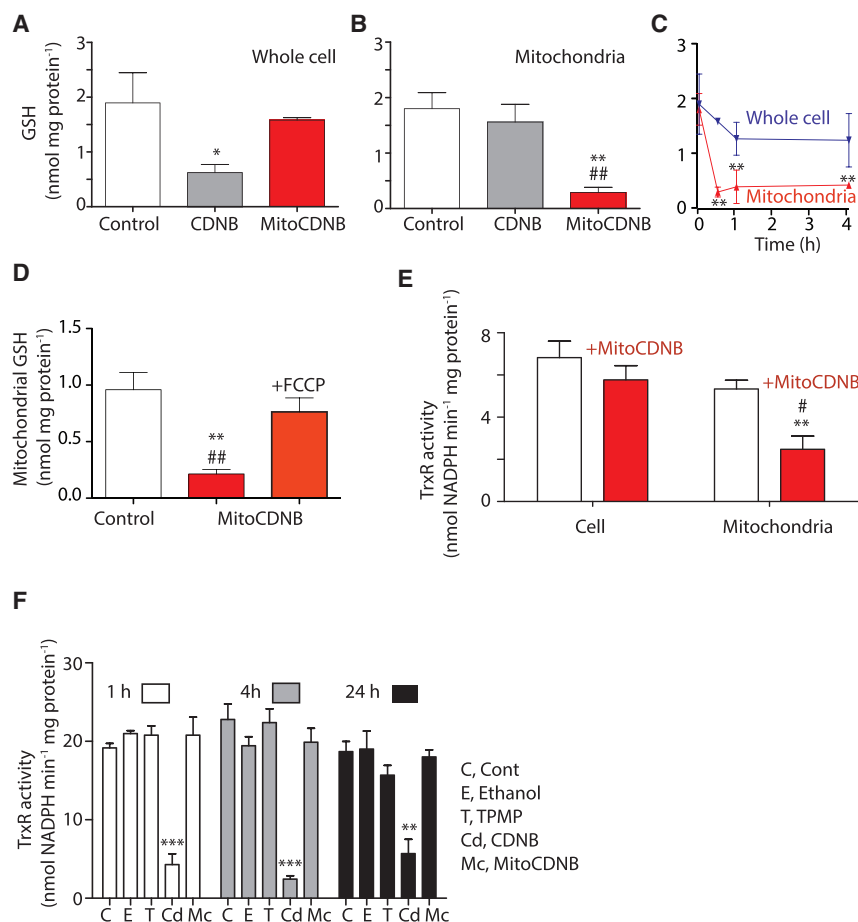 A
Whole cell
GSH
(nmol mg protein⁻¹)
3
2
1
0
*
Control
CDNB
MitoCDNB
B
Mitochondria
3
2
1
0
**
##
Control
CDNB
MitoCDNB
C
3
2
1
0
Whole cell
**
**
**
Mitochondria
0
1
2
3
4
Time (h)
D
Mitochondrial GSH
(nmol mg protein⁻¹)
1.5
1.0
0.5
0.0
**
##
+FCCP
Control
MitoCDNB
E
TrxR activity
(nmol NADPH min⁻¹ mg protein⁻¹)
8
6
4
2
0
+MitoCDNB
+MitoCDNB
#
**
Cell
Mitochondria
F
TrxR activity
(nmol NADPH min⁻¹ mg protein⁻¹)
30
20
10
0
1 h
4h
24 h
***
***
**
C E T Cd Mc C E T Cd Mc C E T Cd Mc
C, Cont
E, Ethanol
T, TPMP
Cd, CDNB
Mc, MitoCDNB